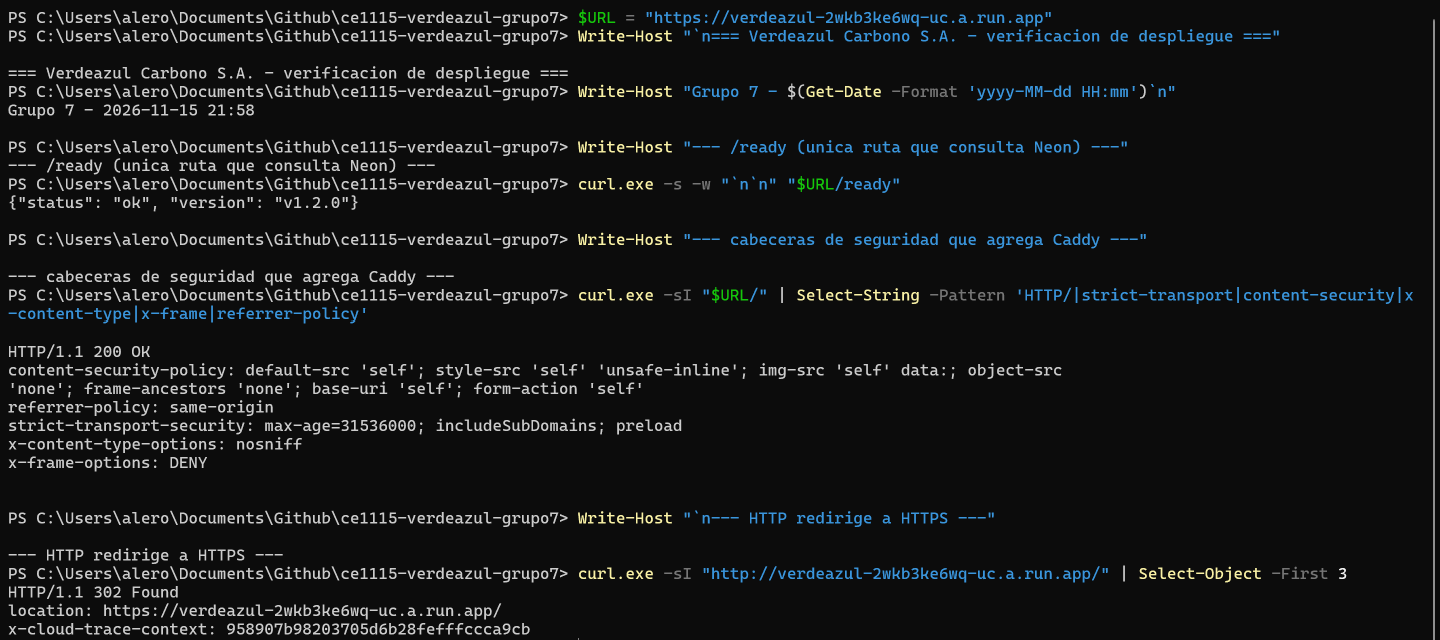 PS C:\Users\alero\Documents\Github\ce1115-verdeazul-grupo7> $URL = "https://verdeazul-2wkb3ke6wq-uc.a.run.app"
PS C:\Users\alero\Documents\Github\ce1115-verdeazul-grupo7> Write-Host "`n=== Verdeazul Carbono S.A. - verificacion de despliegue ==="
=== Verdeazul Carbono S.A. - verificacion de despliegue ===
PS C:\Users\alero\Documents\Github\ce1115-verdeazul-grupo7> Write-Host "Grupo 7 - $(Get-Date -Format 'yyyy-MM-dd HH:mm')`n"
Grupo 7 - 2026-11-15 21:58
PS C:\Users\alero\Documents\Github\ce1115-verdeazul-grupo7> Write-Host "--- /ready (unica ruta que consulta Neon) ---"
--- /ready (unica ruta que consulta Neon) ---
PS C:\Users\alero\Documents\Github\ce1115-verdeazul-grupo7> curl.exe -s -w "`n`n" "$URL/ready"
{"status": "ok", "version": "v1.2.0"}
PS C:\Users\alero\Documents\Github\ce1115-verdeazul-grupo7> Write-Host "--- cabeceras de seguridad que agrega Caddy ---"
--- cabeceras de seguridad que agrega Caddy ---
PS C:\Users\alero\Documents\Github\ce1115-verdeazul-grupo7> curl.exe -sI "$URL/" | Select-String -Pattern 'HTTP/|strict-transport|content-security|x
-content-type|x-frame|referrer-policy'
HTTP/1.1 200 OK
content-security-policy: default-src 'self'; style-src 'self' 'unsafe-inline'; img-src 'self' data:; object-src
'none'; frame-ancestors 'none'; base-uri 'self'; form-action 'self'
referrer-policy: same-origin
strict-transport-security: max-age=31536000; includeSubDomains; preload
x-content-type-options: nosniff
x-frame-options: DENY
PS C:\Users\alero\Documents\Github\ce1115-verdeazul-grupo7> Write-Host "`n--- HTTP redirige a HTTPS ---"
--- HTTP redirige a HTTPS ---
PS C:\Users\alero\Documents\Github\ce1115-verdeazul-grupo7> curl.exe -sI "http://verdeazul-2wkb3ke6wq-uc.a.run.app/" | Select-Object -First 3
HTTP/1.1 302 Found
location: https://verdeazul-2wkb3ke6wq-uc.a.run.app/
x-cloud-trace-context: 958907b98203705d6b28fefffccca9cb